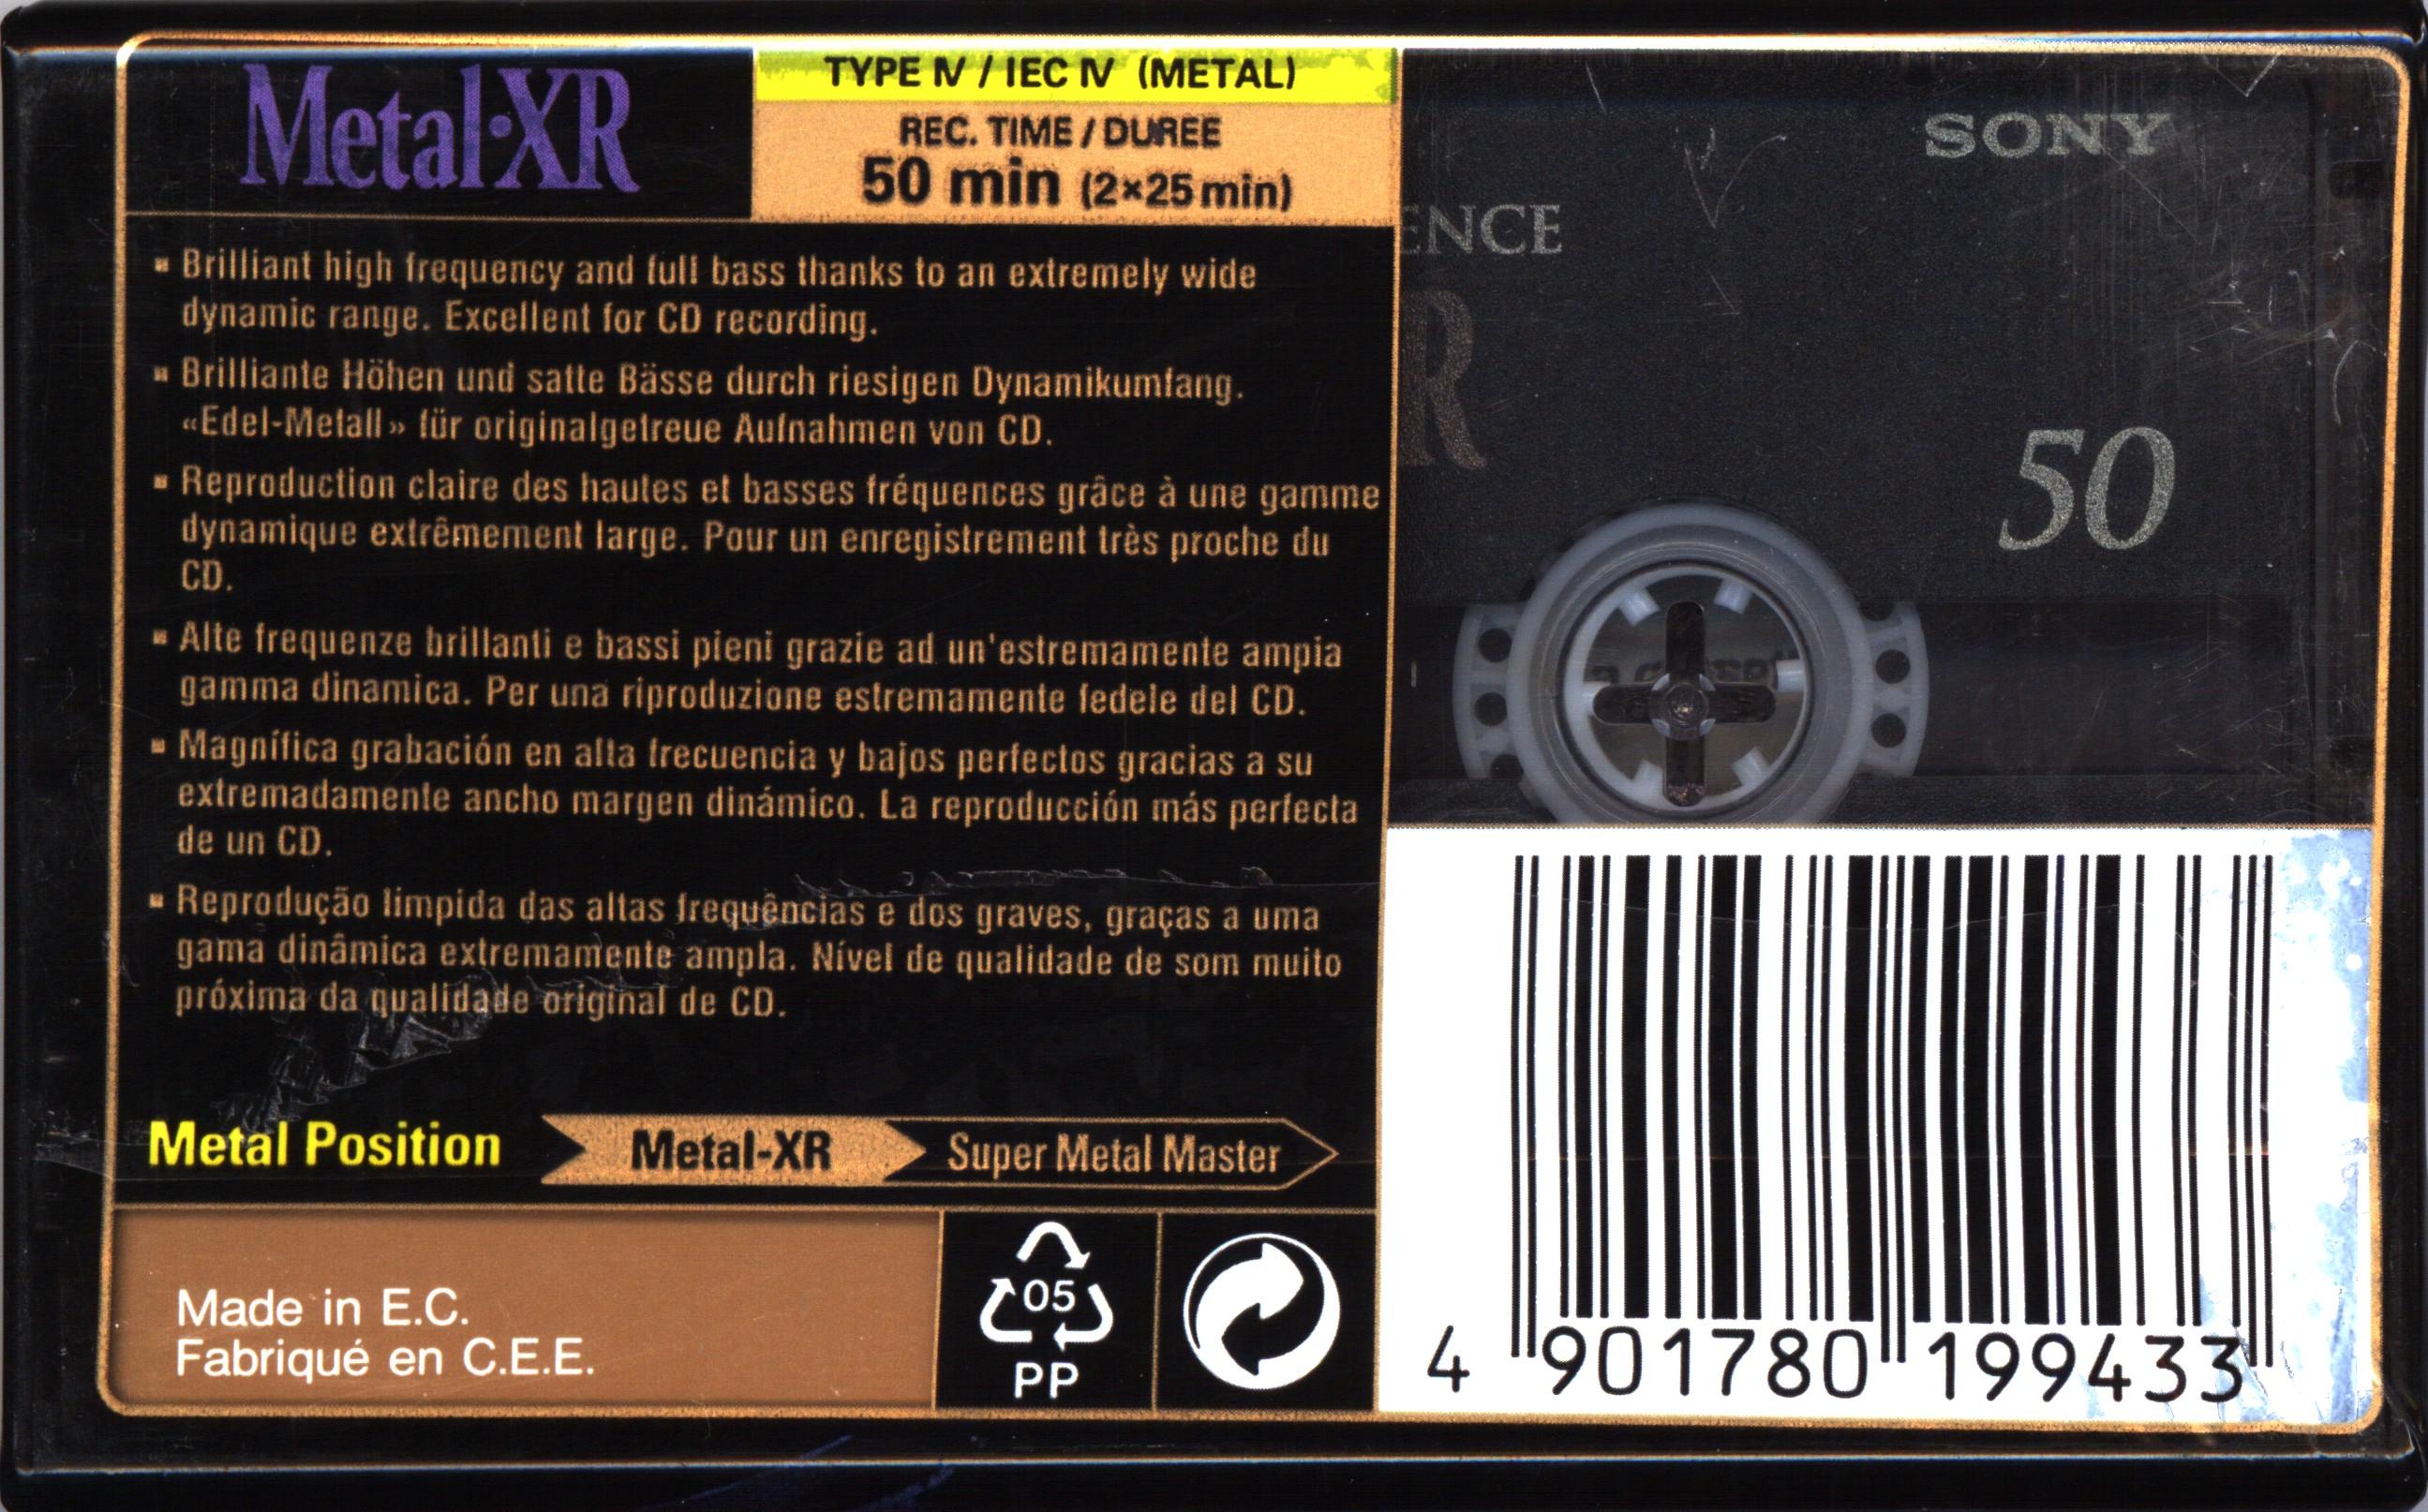 Metal·XR
TYPE IV / IEC IV (METAL)
REC. TIME / DUREE
50 min (2×25 min)
▪ Brilliant high frequency and full bass thanks to an extremely wide
dynamic range. Excellent for CD recording.
▪ Brilliante Höhen und satte Bässe durch riesigen Dynamikumfang.
«Edel-Metall» für originalgetreue Aufnahmen von CD.
▪ Reproduction claire des hautes et basses fréquences grâce à une gamme
dynamique extrêmement large. Pour un enregistrement très proche du
CD.
▪ Alte frequenze brillanti e bassi pieni grazie ad un'estremamente ampia
gamma dinamica. Per una riproduzione estremamente fedele del CD.
▪ Magnífica grabación en alta frecuencia y bajos perfectos gracias a su
extremadamente ancho margen dinámico. La reproducción más perfecta
de un CD.
▪ Reprodução límpida das altas frequências e dos graves, graças a uma
gama dinâmica extremamente ampla. Nível de qualidade de som muito
próxima da qualidade original de CD.
Metal Position
Metal-XR
Super Metal Master
Made in E.C.
Fabriqué en C.E.E.
05
PP
SONY
ENCE
R
50
4 901780 199433